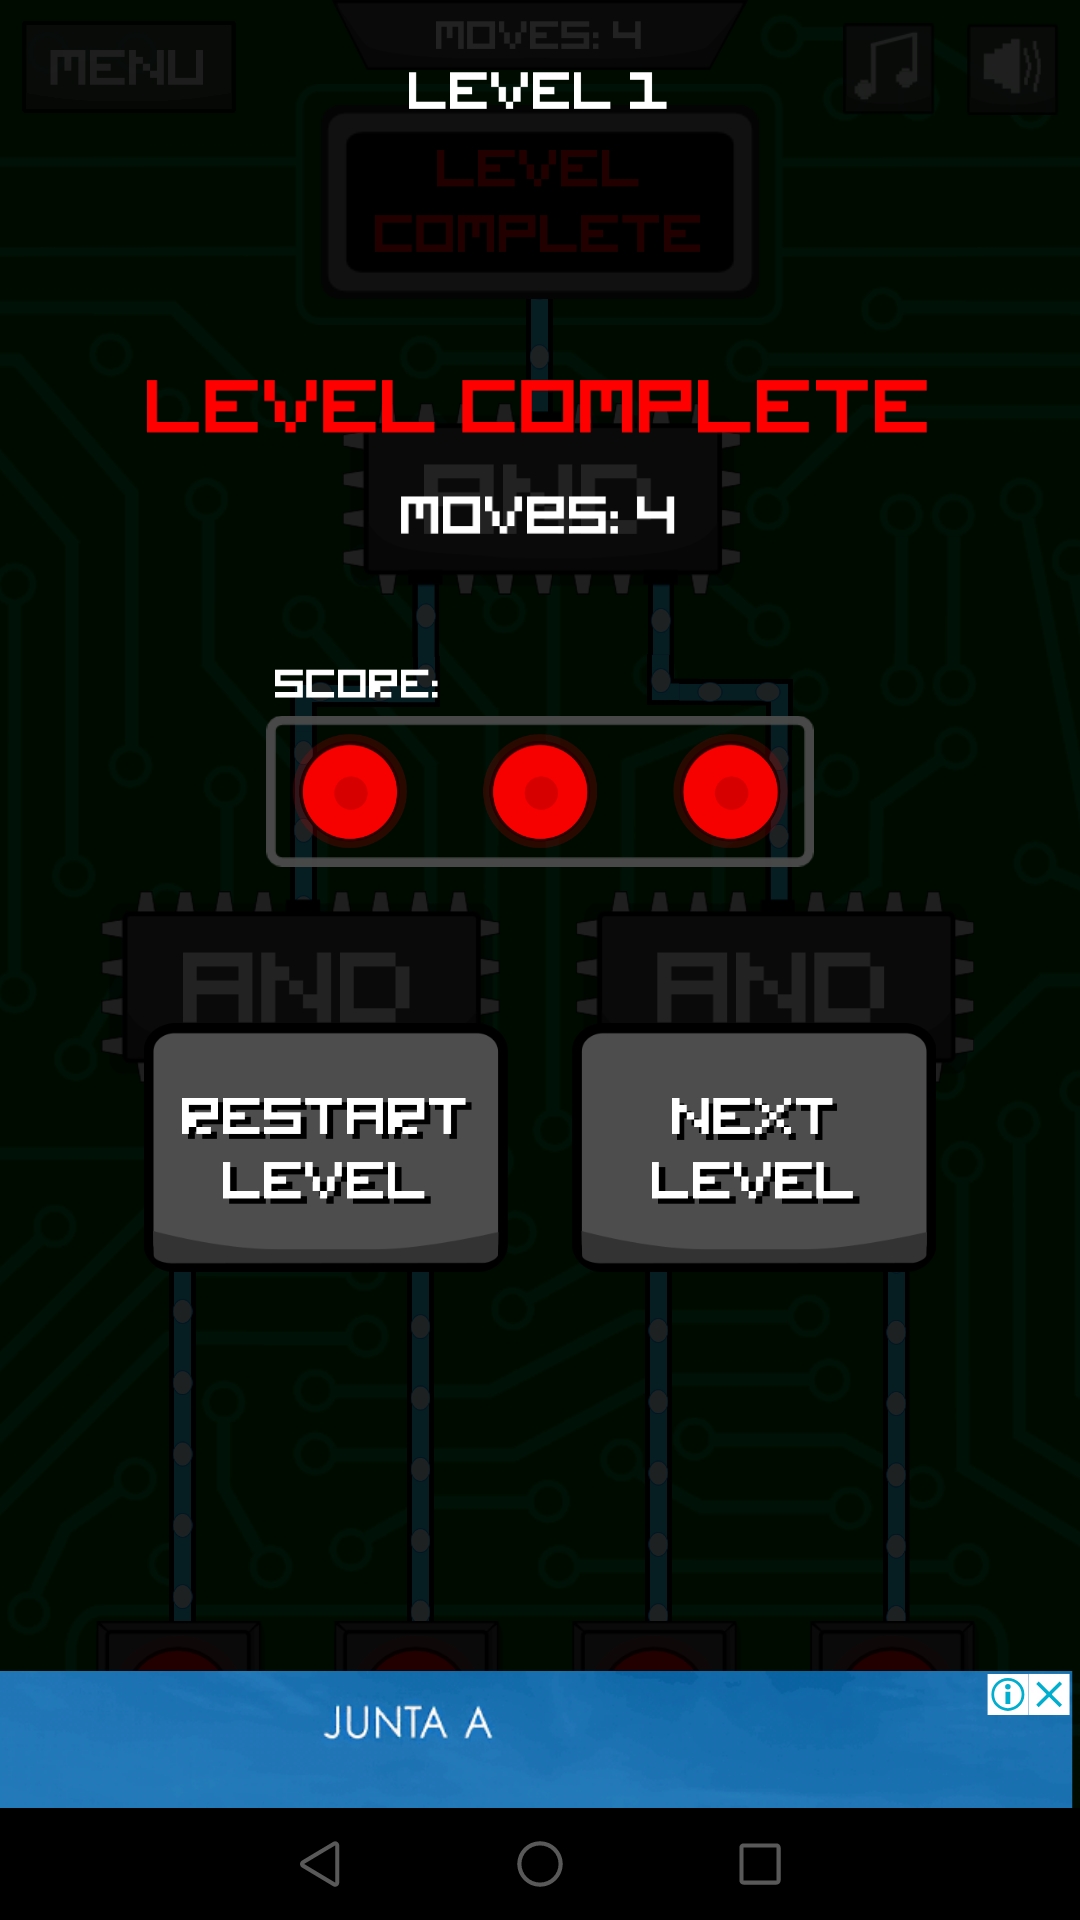 MOVES: 4
MENU
LEVEL 1
LEVEL
COMPLETE
LEVEL COMPLETE
AND
MOVES: 4
SCORE:
AND AND
RESTART
LEVEL
NEXT
LEVEL
JUNTA A